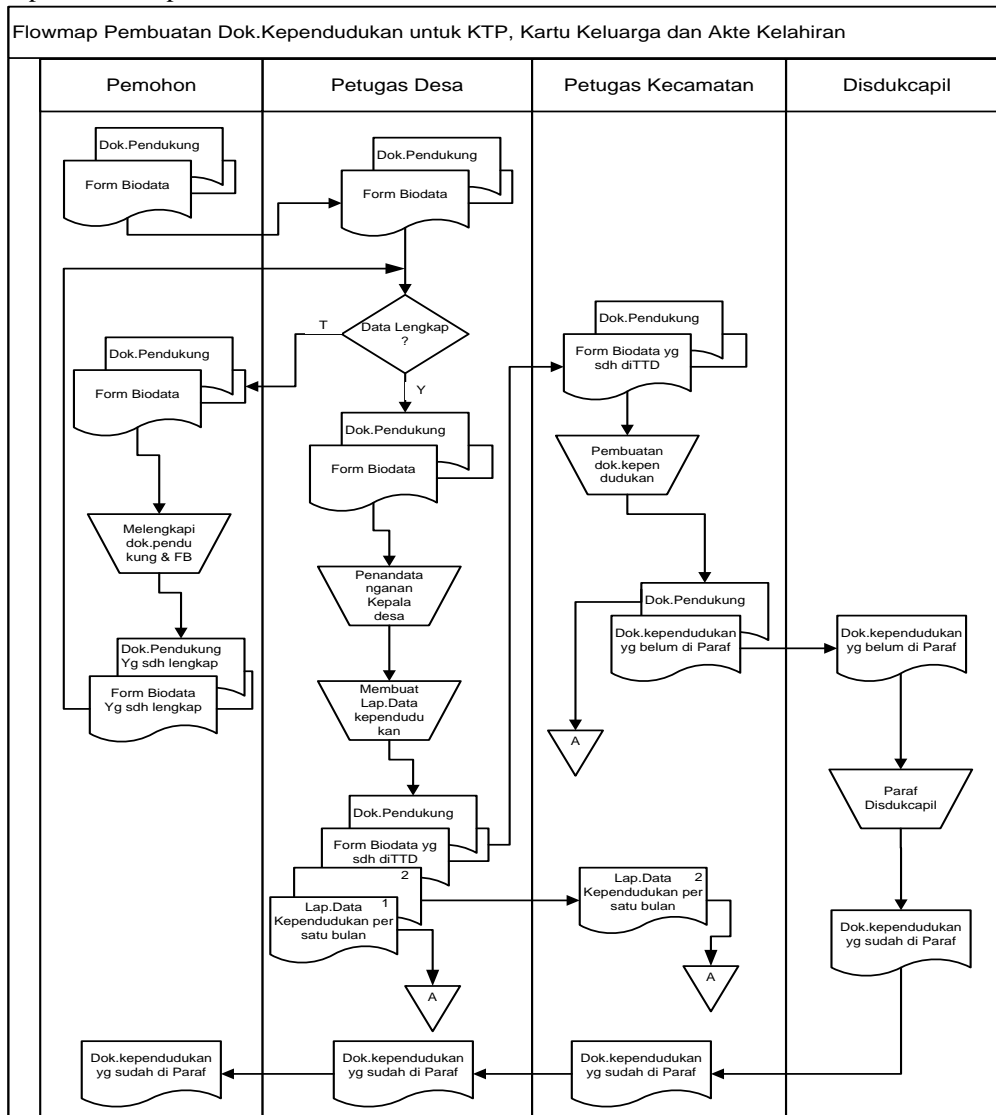 Flowmap Pembuatan Dok.Kependudukan untuk KTP, Kartu Keluarga dan Akte Kelahiran
Pemohon
Petugas Desa
Petugas Kecamatan
Disdukcapil
Dok.Pendukung
Form Biodata
Dok.Pendukung
Form Biodata
Data Lengkap
?
T
Y
Dok.Pendukung
Form Biodata
Melengkapi
dok.pendu
kung & FB
Dok.Pendukung
Yg sdh lengkap
Form Biodata
Yg sdh lengkap
Dok.Pendukung
Form Biodata
Penandata
nganan
Kepala
desa
Membuat
Lap.Data
kependudu
kan
Dok.Pendukung
Form Biodata yg
sdh diTTD
2
Lap.Data 1
Kependudukan per
satu bulan
A
Dok.Pendukung
Form Biodata yg
sdh diTTD
Pembuatan
dok.kepen
dudukan
Dok.Pendukung
Dok.kependudukan
yg belum di Paraf
A
Lap.Data 2
Kependudukan per
satu bulan
A
Dok.kependudukan
yg belum di Paraf
Paraf
Disdukcapil
Dok.kependudukan
yg sudah di Paraf
Dok.kependudukan
yg sudah di Paraf
Dok.kependudukan
yg sudah di Paraf
Dok.kependudukan
yg sudah di Paraf